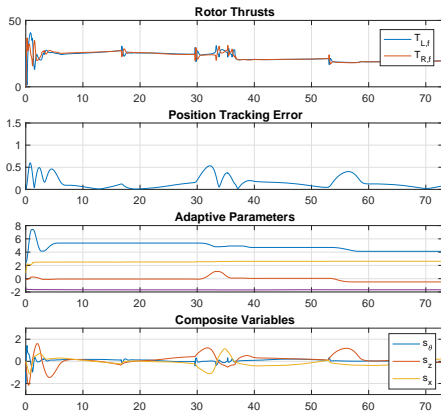 Rotor Thrusts
50
0
T_{L,f}
T_{R,f}
0 10 20 30 40 50 60 70
Position Tracking Error
1.5
1
0.5
0
0 10 20 30 40 50 60 70
Adaptive Parameters
8
6
4
2
0
-2
0 10 20 30 40 50 60 70
Composite Variables
2
0
-2
s_θ
s_z
s_x
0 10 20 30 40 50 60 70